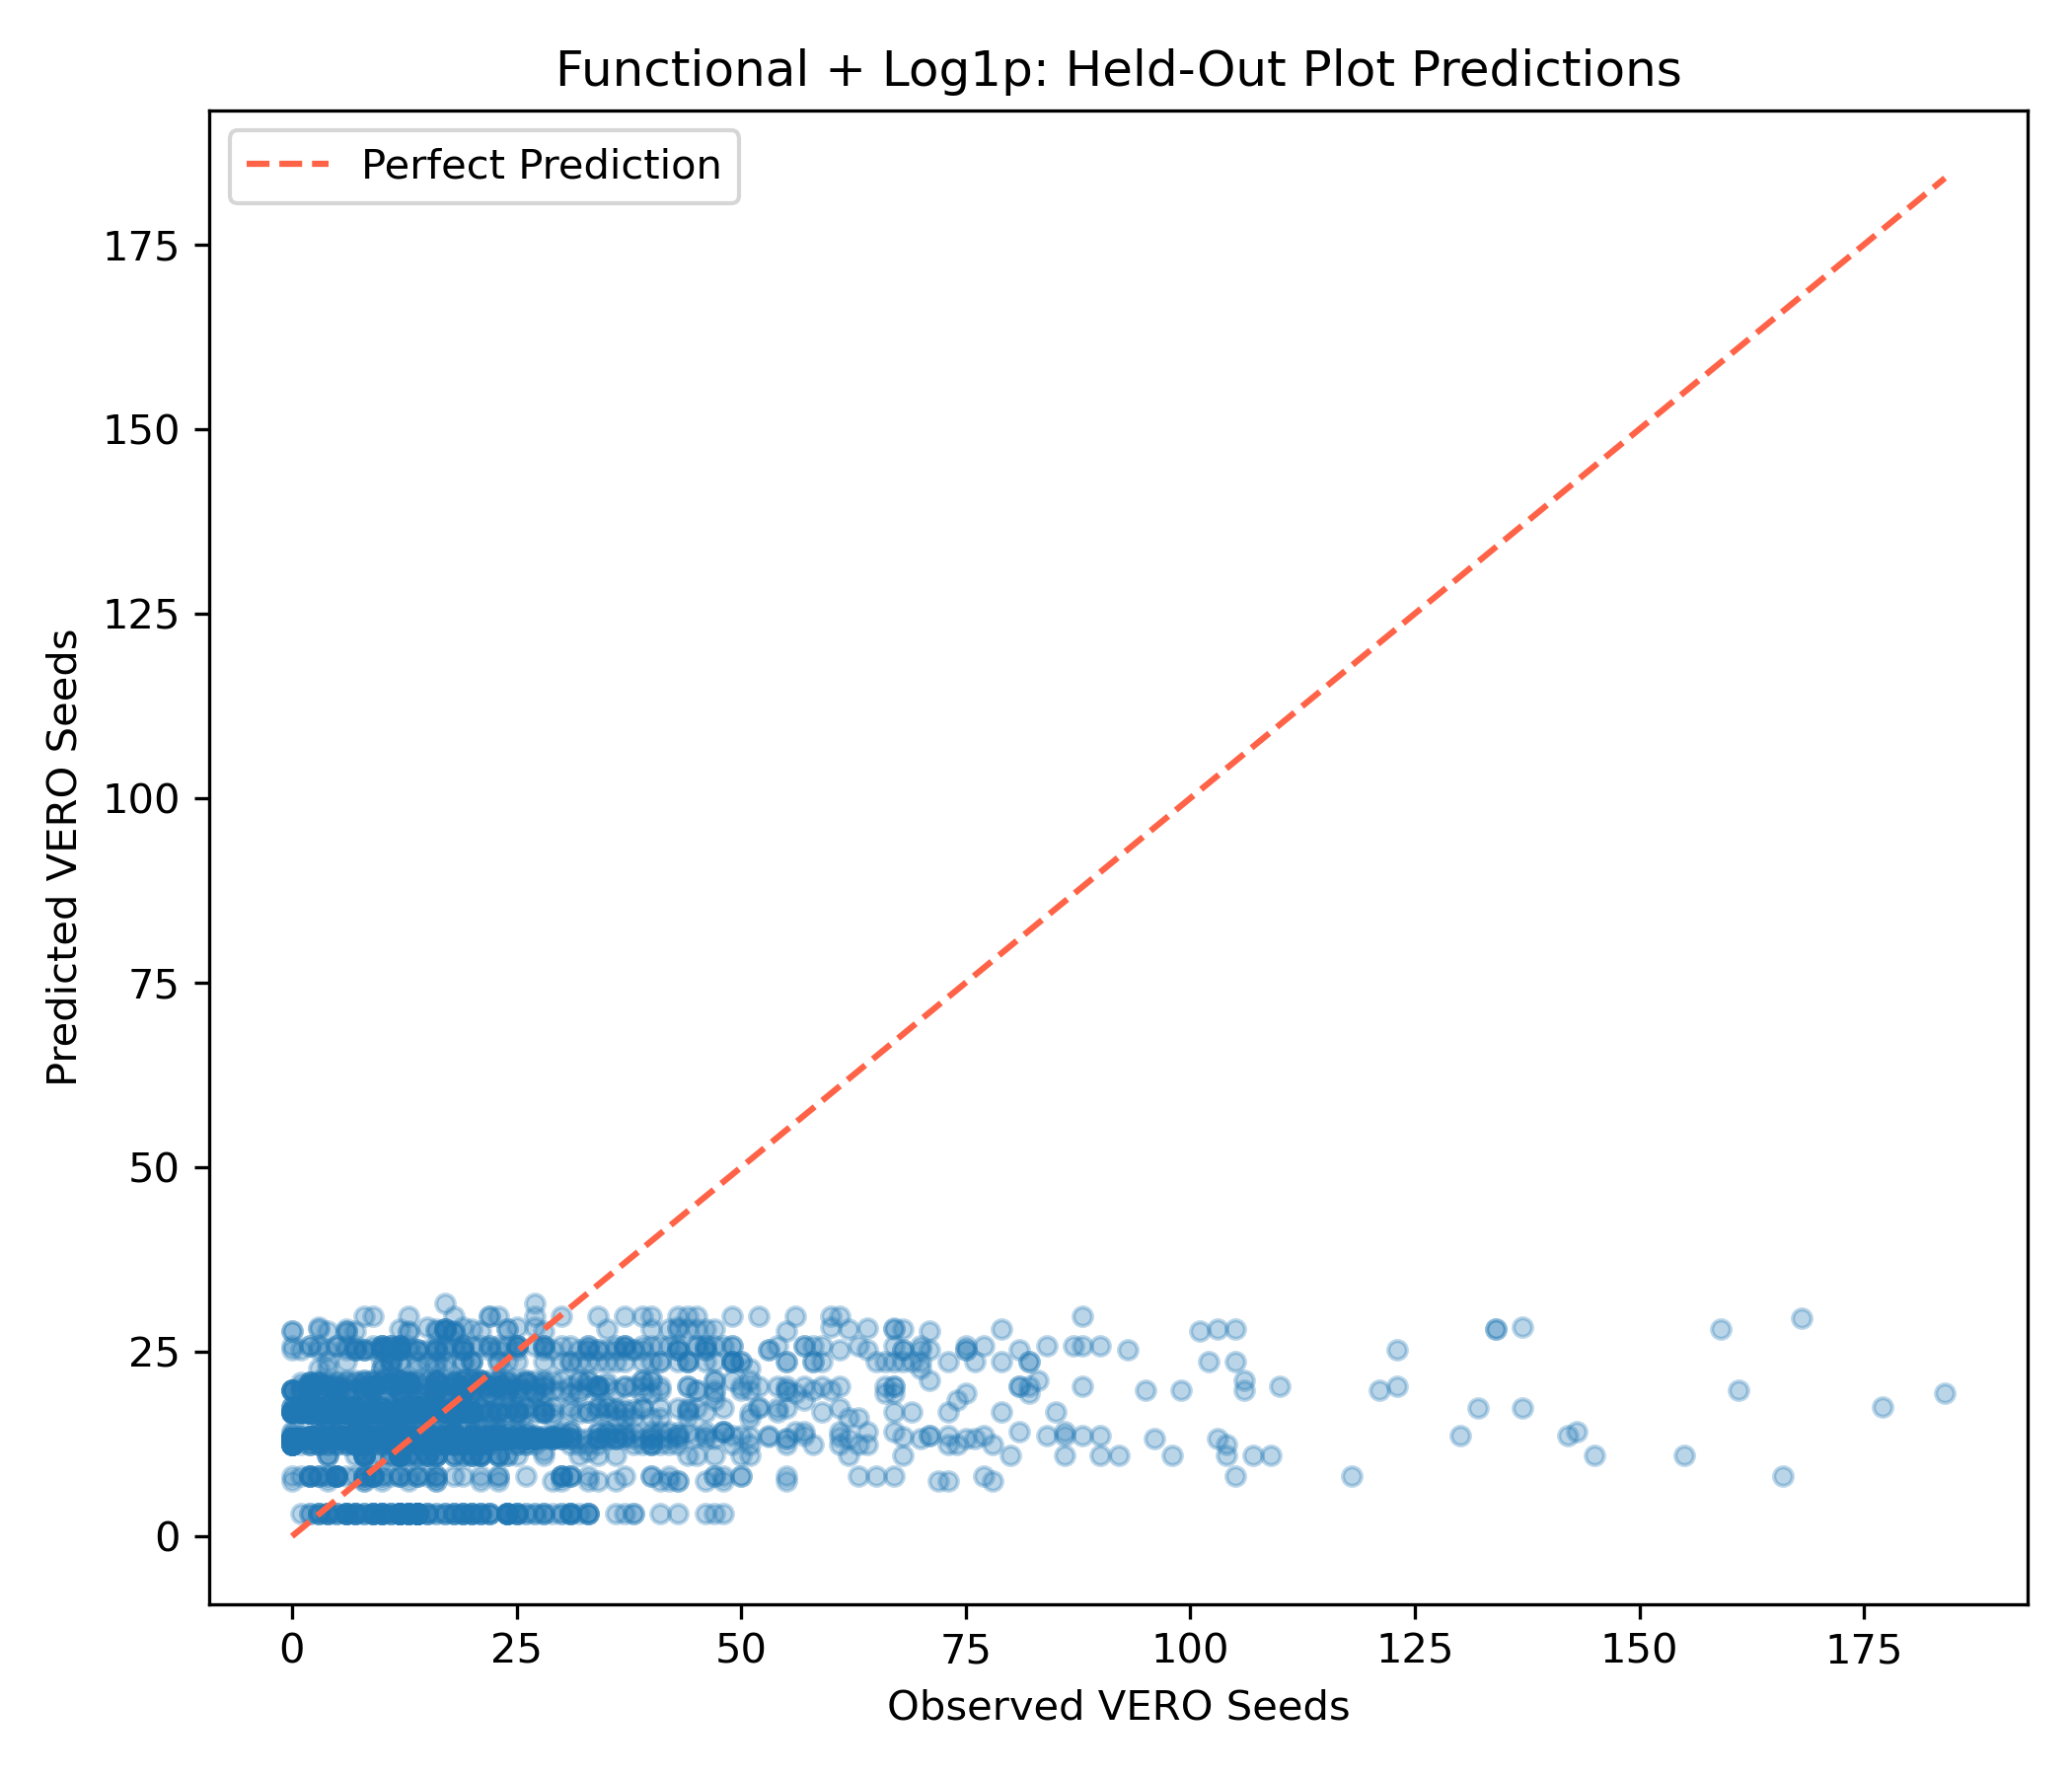 Functional + Log1p: Held-Out Plot Predictions
Perfect Prediction
Predicted VERO Seeds
175
150
125
100
75
50
25
0
0 25 50 75 100 125 150 175
Observed VERO Seeds